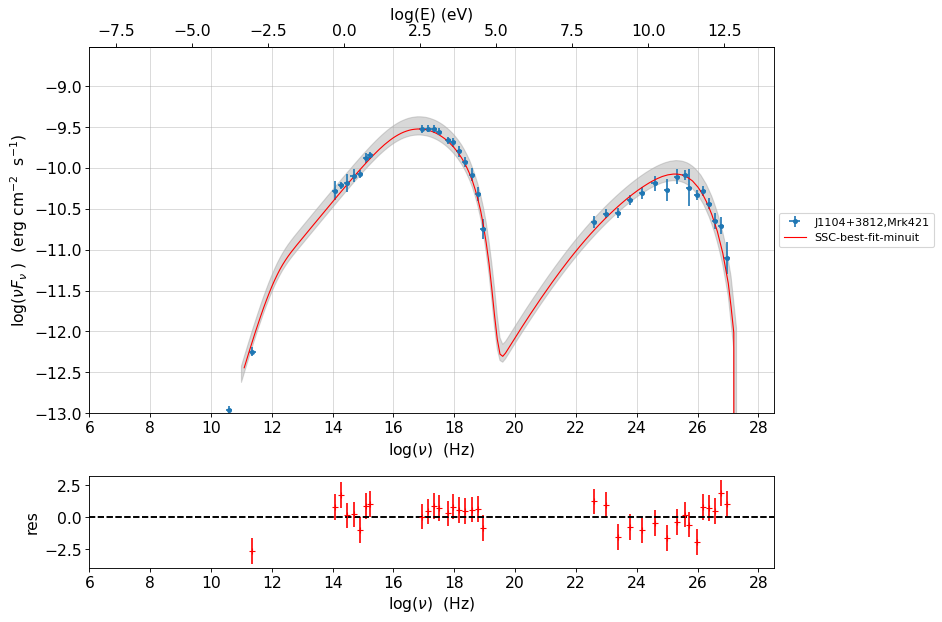 log(E) (eV)
−7.5 −5.0 −2.5 0.0 2.5 5.0 7.5 10.0 12.5
−9.0
−9.5
−10.0
−10.5
−11.0
−11.5
−12.0
−12.5
−13.0
log(νFν ) (erg cm−2 s−1)
J1104+3812,Mrk421
SSC-best-fit-minuit
6 8 10 12 14 16 18 20 22 24 26 28
log(ν) (Hz)
2.5
0.0
−2.5
res
6 8 10 12 14 16 18 20 22 24 26 28
log(ν) (Hz)